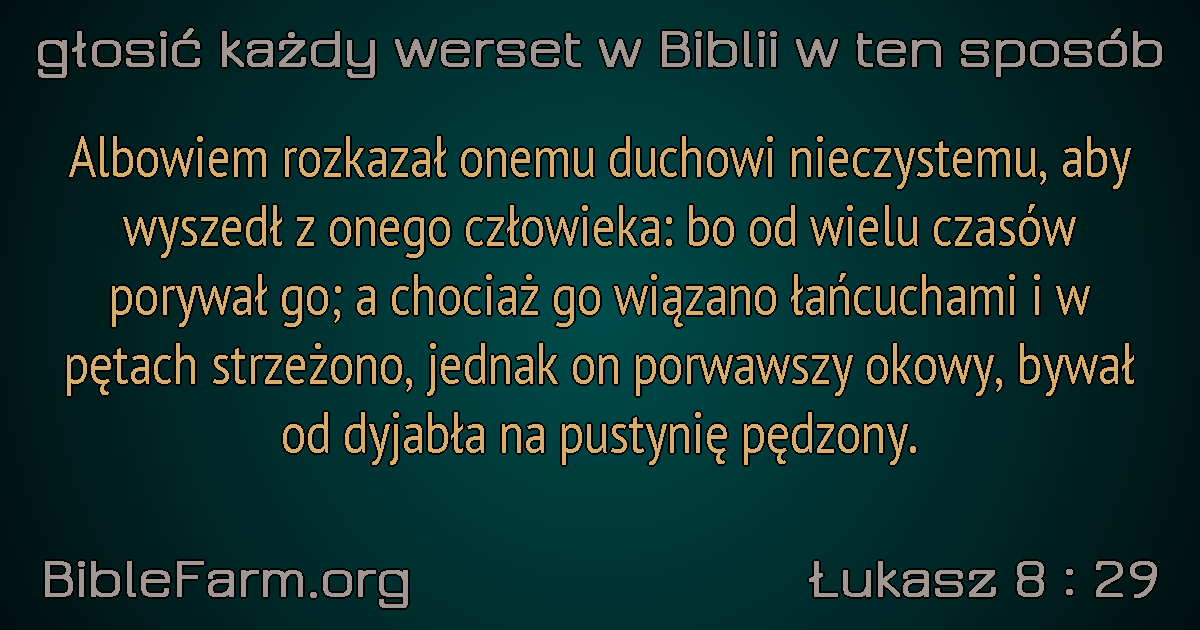 głosić każdy werset w Biblii w ten sposób
Albowiem rozkazał onemu duchowi nieczystemu, aby
wyszedł z onego człowieka: bo od wielu czasów
porywał go; a chociaż go wiązano łańcuchami i w
pętach strzeżono, jednak on porwawszy okowy, bywał
od dyjabła na pustynię pędzony.
BibleFarm.org
Łukasz 8 : 29